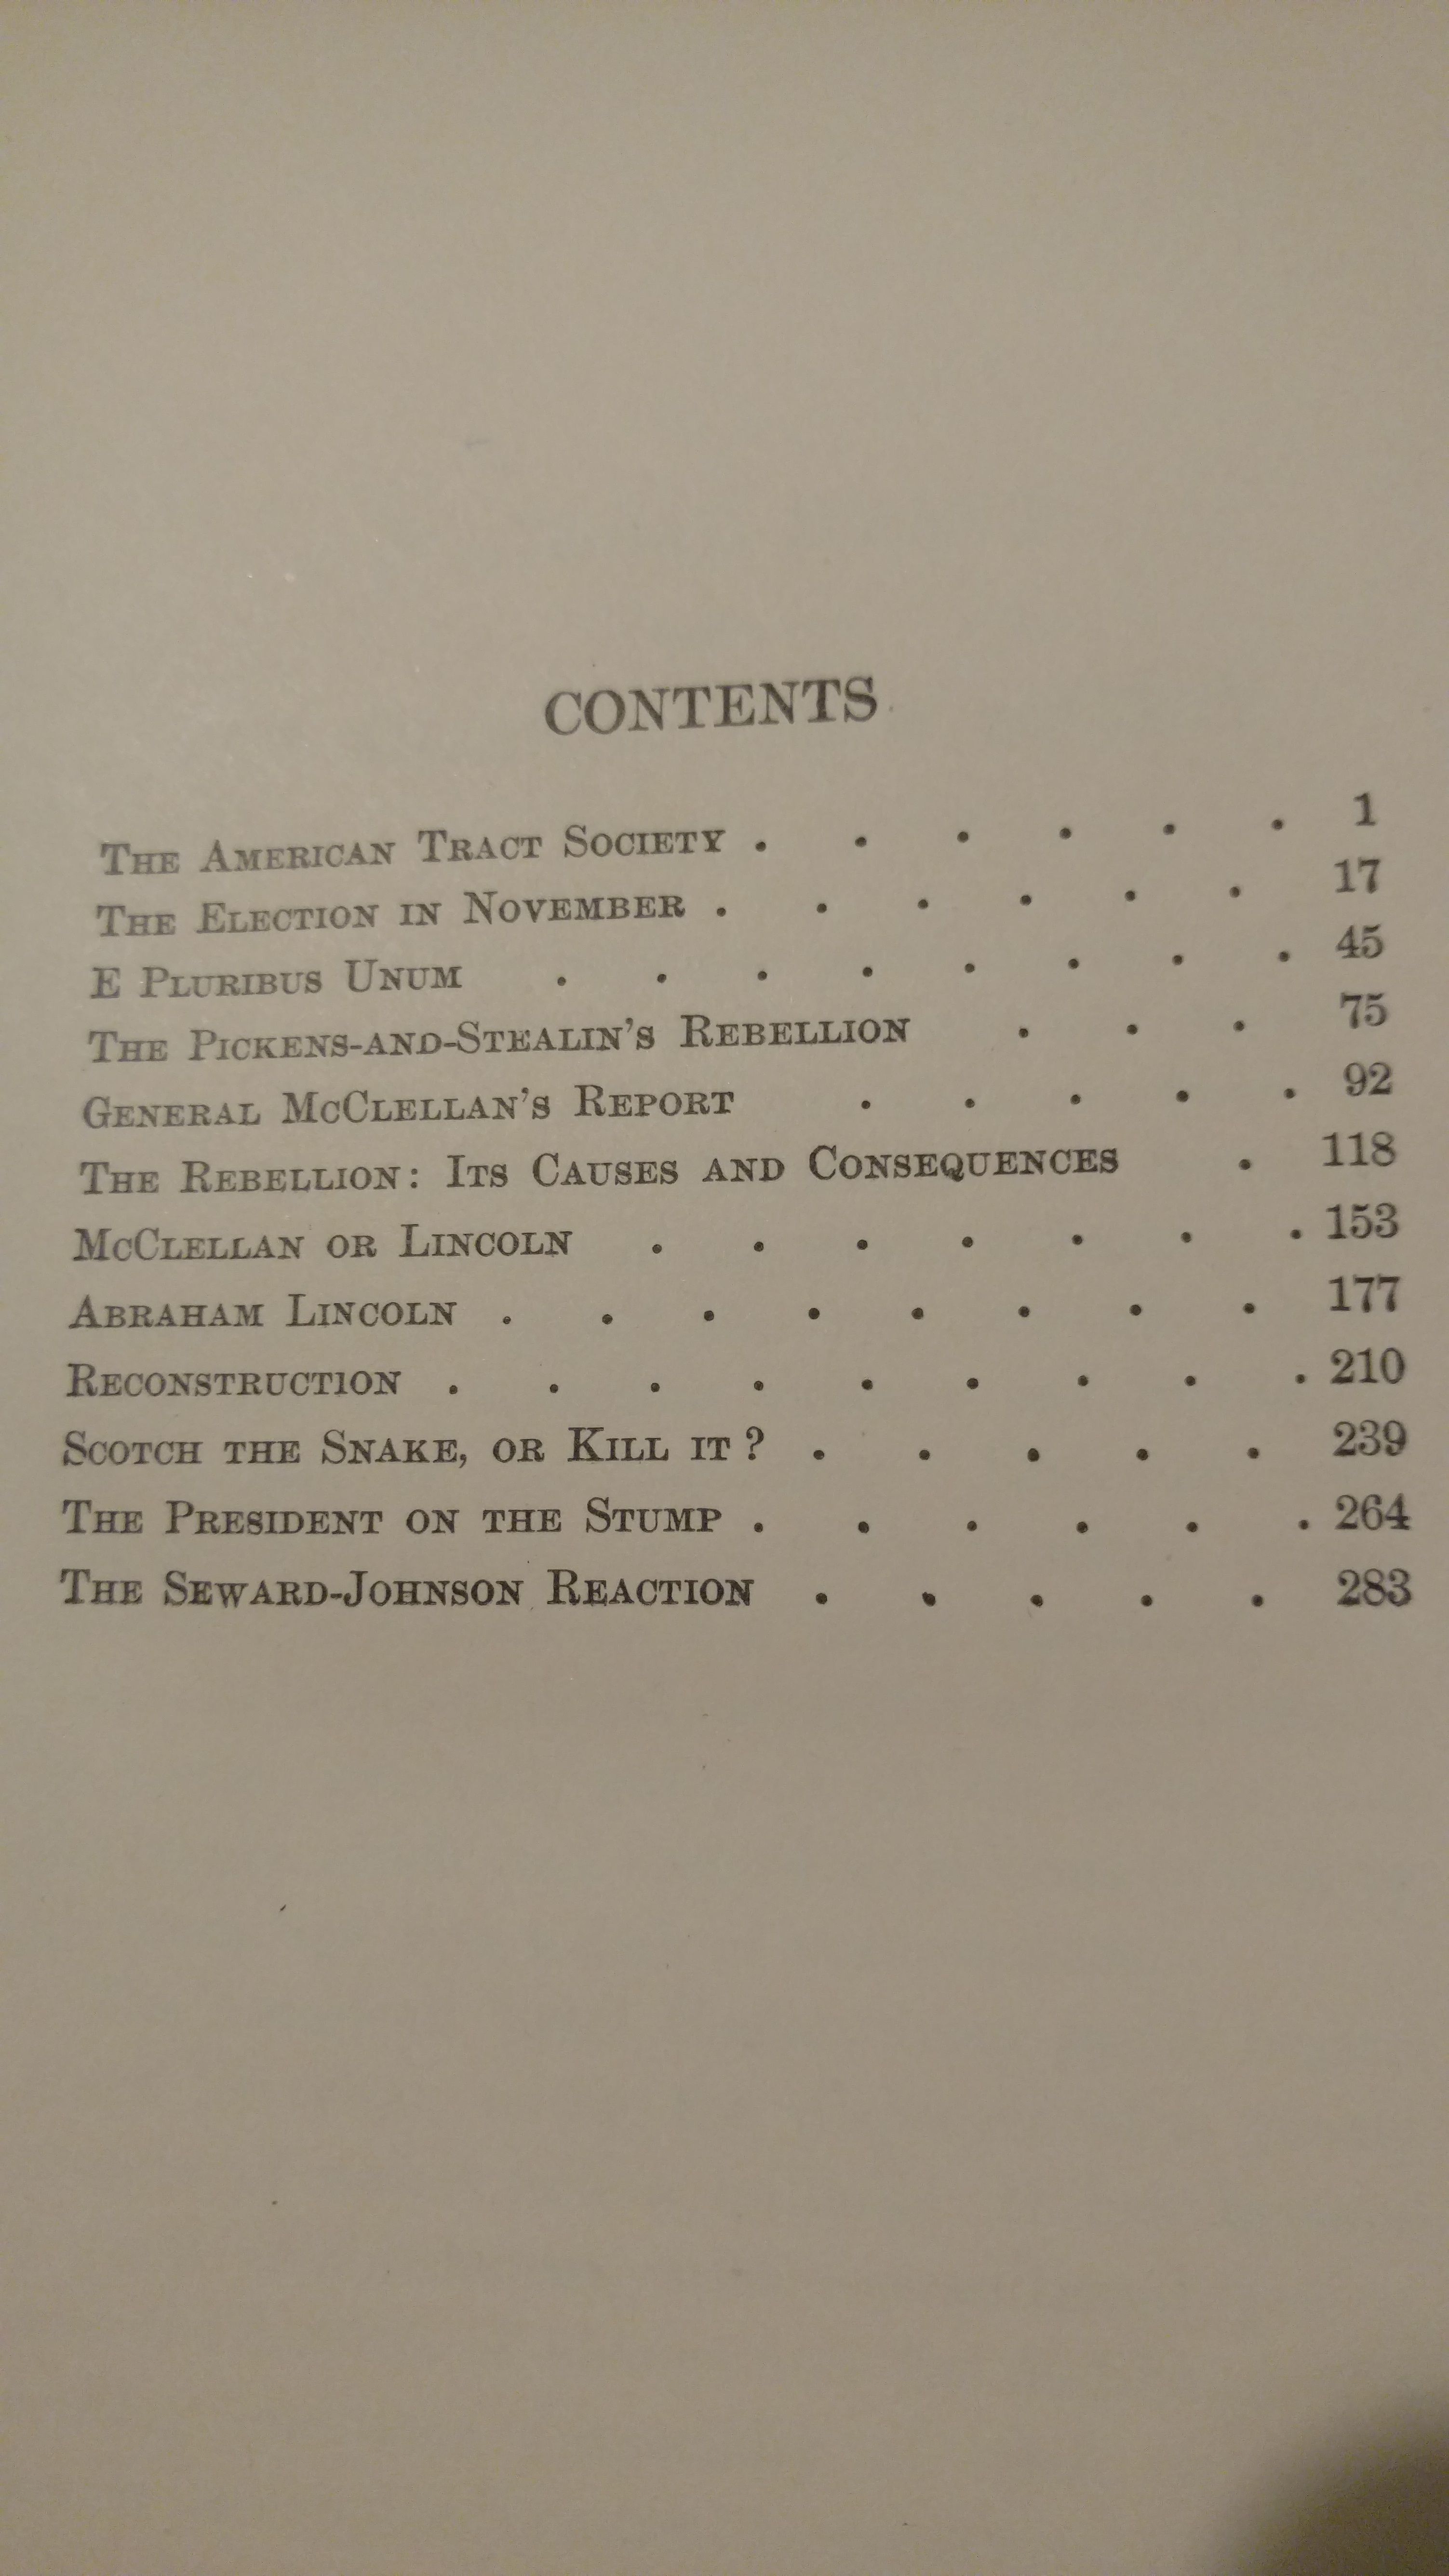 CONTENTS
The American Tract Society . . . . . . 1
The Election in November . . . . . . 17
E Pluribus Unum . . . . . . . . 45
The Pickens-and-Stealin's Rebellion . . . 75
General McClellan's Report . . . . . 92
The Rebellion: Its Causes and Consequences . 118
McClellan or Lincoln . . . . . . . 153
Abraham Lincoln . . . . . . . . 177
Reconstruction . . . . . . . . . 210
Scotch the Snake, or Kill it? . . . . . 239
The President on the Stump . . . . . . 264
The Seward-Johnson Reaction . . . . . 283